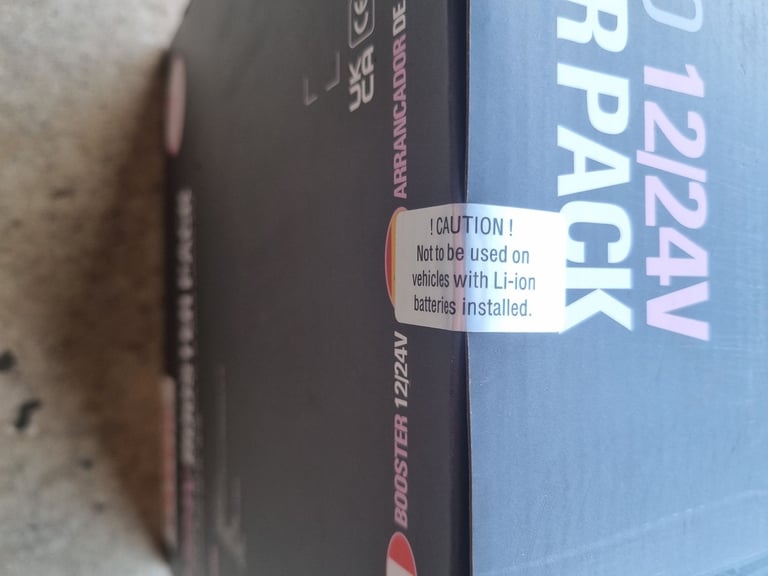 ! CAUTION !
Not to be used on
vehicles with Li-ion
batteries installed.
12/24V
R PACK
BOOSTER 12/24V
ARRANCADOR DE
UK
CA
CE